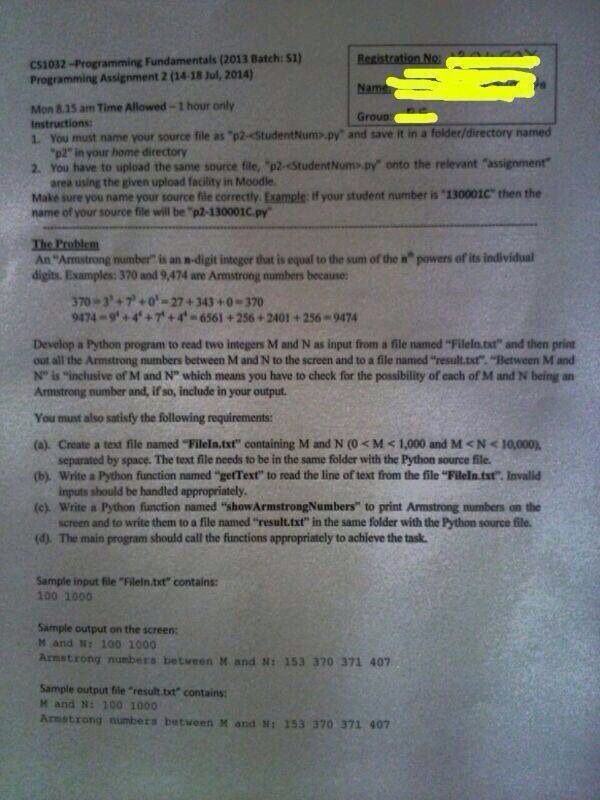 CS1032 –Programming Fundamentals (2013 Batch: S1)
Programming Assignment 2 (14-18 Jul, 2014)
Registration No:
Name
Group:
Mon 8.15 am Time Allowed – 1 hour only
Instructions:
1. You must name your source file as "p2-<StudentNum>.py" and save it in a folder/directory named
"p2" in your home directory
2. You have to upload the same source file, "p2-<StudentNum>.py" onto the relevant "assignment"
area using the given upload facility in Moodle.
Make sure you name your source file correctly. Example: If your student number is "130001C" then the
name of your source file will be "p2-130001C.py"
The Problem
An "Armstrong number" is an n-digit integer that is equal to the sum of the nth powers of its individual
digits. Examples: 370 and 9,474 are Armstrong numbers because:
370 = 3³ + 7³ + 0³ = 27 + 343 + 0 = 370
9474 = 9⁴ + 4⁴ + 7⁴ + 4⁴ = 6561 + 256 + 2401 + 256 = 9474
Develop a Python program to read two integers M and N as input from a file named "FileIn.txt" and then print
out all the Armstrong numbers between M and N to the screen and to a file named "result.txt". "Between M and
N" is "inclusive of M and N" which means you have to check for the possibility of each of M and N being an
Armstrong number and, if so, include in your output.
You must also satisfy the following requirements:
(a). Create a text file named "FileIn.txt" containing M and N (0 < M < 1,000 and M < N < 10,000),
separated by space. The text file needs to be in the same folder with the Python source file.
(b). Write a Python function named "getText" to read the line of text from the file "FileIn.txt". Invalid
inputs should be handled appropriately.
(c). Write a Python function named "showArmstrongNumbers" to print Armstrong numbers on the
screen and to write them to a file named "result.txt" in the same folder with the Python source file.
(d). The main program should call the functions appropriately to achieve the task.
Sample input file "FileIn.txt" contains:
100 1000
Sample output on the screen:
M and N: 100 1000
Armstrong numbers between M and N: 153 370 371 407
Sample output file "result.txt" contains:
M and N: 100 1000
Armstrong numbers between M and N: 153 370 371 407